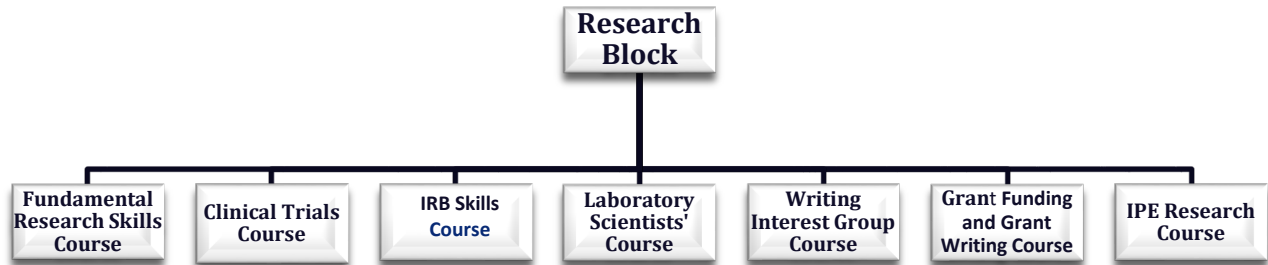 Research
Block
Fundamental
Research Skills
Course
Clinical Trials
Course
IRB Skills
Course
Laboratory
Scientists'
Course
Writing
Interest Group
Course
Grant Funding
and Grant
Writing Course
IPE Research
Course